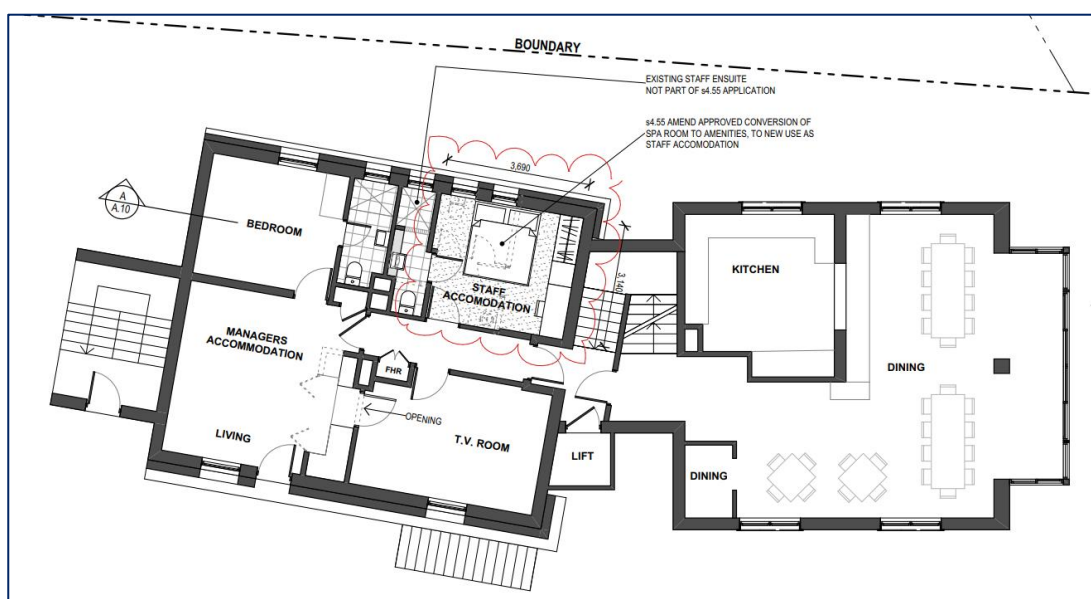 BOUNDARY
EXISTING STAFF ENSUITE
NOT PART OF s4.55 APPLICATION
s4.55 AMEND APPROVED CONVERSION OF
SPA ROOM TO AMENITIES, TO NEW USE AS
STAFF ACCOMODATION
3,690
A
A.10
BEDROOM
KITCHEN
3,140
STAFF
ACCOMODATION
MANAGERS
ACCOMMODATION
DINING
FHR
OPENING
LIVING
T.V. ROOM
LIFT
DINING